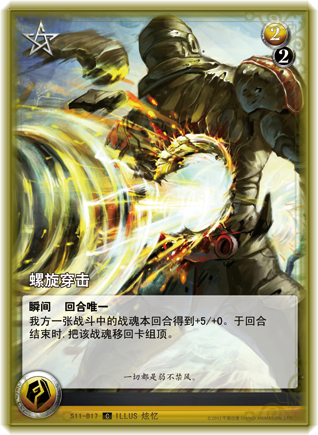 2
2
螺旋穿击
瞬间 回合唯一
我方一张战斗中的战魂本回合得到+5/+0。于回合
结束时,把该战魂移回卡组顶。
一切都是弱不禁风。
S11-017 C ILLUS 炫忆